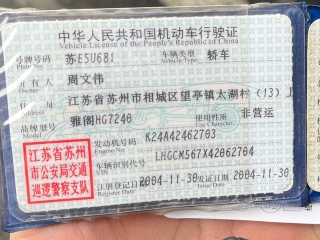 中华人民共和国机动车行驶证
Vehicle License of the People's Republic of China
号牌号码 苏E5U681 车辆类型 轿车
Plate No Vehicle Type
所有人 周文伟
Owner
住址 江苏省苏州市相城区望亭镇太湖村(13)上
Address
品牌型号 雅阁HG7240 使用性质 非营运
Model Use Character
发动机号码 K24A42462703
Engine No
车辆识别代号 LHGCM567X42062704
VIN
注册登记日期 2004-11-30 发证日期 2004-11-30
Register Date Issue Date
江苏省苏州
市公安局交通
巡逻警察支队